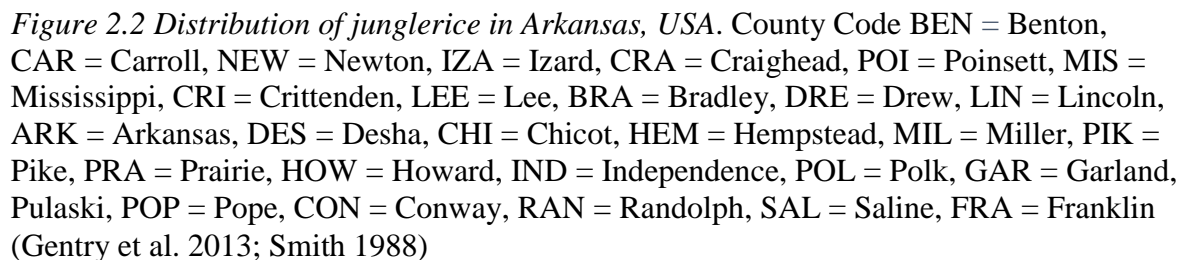 Figure 2.2 Distribution of junglerice in Arkansas, USA. County Code BEN = Benton,
CAR = Carroll, NEW = Newton, IZA = Izard, CRA = Craighead, POI = Poinsett, MIS =
Mississippi, CRI = Crittenden, LEE = Lee, BRA = Bradley, DRE = Drew, LIN = Lincoln,
ARK = Arkansas, DES = Desha, CHI = Chicot, HEM = Hempstead, MIL = Miller, PIK =
Pike, PRA = Prairie, HOW = Howard, IND = Independence, POL = Polk, GAR = Garland,
Pulaski, POP = Pope, CON = Conway, RAN = Randolph, SAL = Saline, FRA = Franklin
(Gentry et al. 2013; Smith 1988)